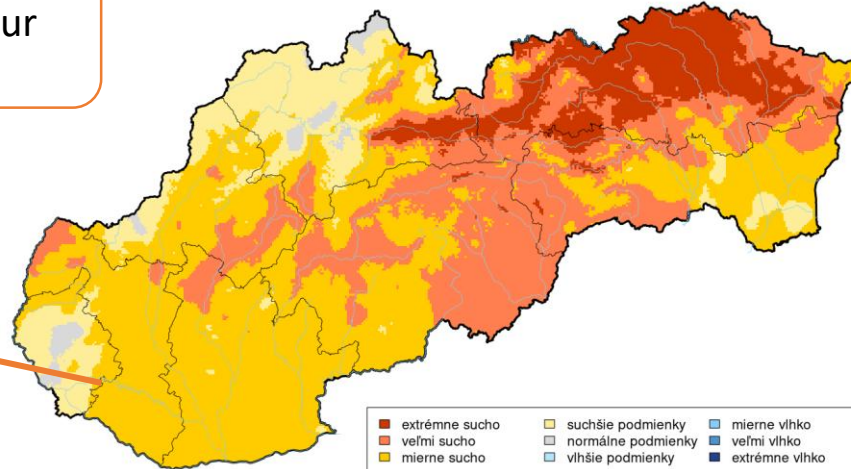 ur
extrémne sucho
veľmi sucho
mierne sucho
suchšie podmienky
normálne podmienky
vlhšie podmienky
mierne vlhko
veľmi vlhko
extrémne vlhko